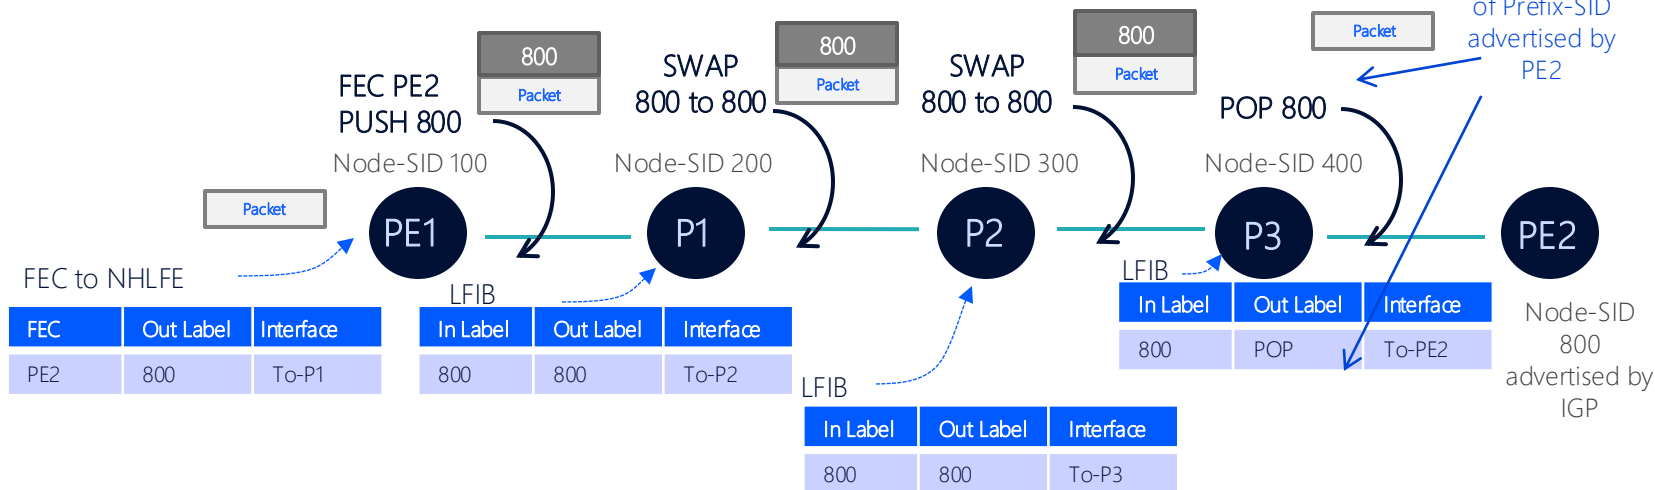 of Prefix-SID
advertised by
PE2
800
Packet
800
Packet
800
Packet
Packet
FEC PE2
PUSH 800
SWAP
800 to 800
SWAP
800 to 800
POP 800
Node-SID 100
Node-SID 200
Node-SID 300
Node-SID 400
Packet
PE1
P1
P2
P3
PE2
FEC to NHLFE
FEC Out Label Interface
PE2 800 To-P1
LFIB
In Label Out Label Interface
800 800 To-P2
LFIB
In Label Out Label Interface
800 800 To-P3
LFIB
In Label Out Label Interface
800 POP To-PE2
Node-SID
800
advertised by
IGP